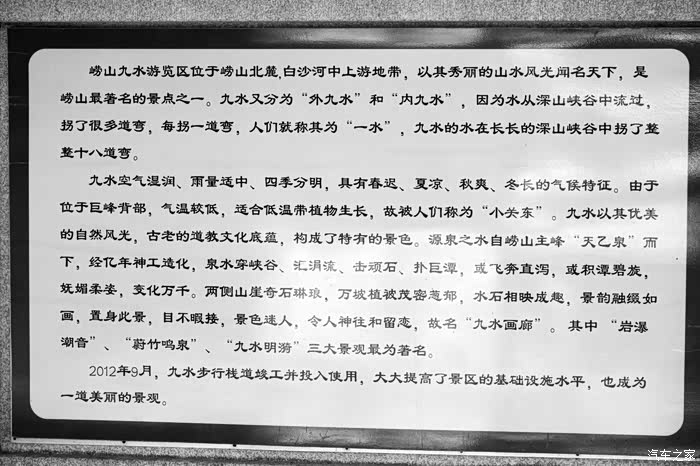 崂山九水游览区位于崂山北麓,白沙河中上游地带，以其秀丽的山水风光闻名天下，是
崂山最著名的景点之一。九水又分为“外九水”和“内九水”，因为水从深山峡谷中流过，
拐了很多道弯，每拐一道弯，人们就称其为“一水”，九水的水在长长的深山峡谷中拐了整
整十八道弯。
九水空气湿润、雨量适中、四季分明，具有春迟、夏凉、秋爽、冬长的气候特征。由于
位于巨峰背部，气温较低，适合低温带植物生长，故被人们称为“小关东”。九水以其优美
的自然风光，古老的道教文化底蕴，构成了特有的景色。源泉之水自崂山主峰“天乙泉”而
下，经亿年神工造化，泉水穿峡谷、汇涓流、击顽石、扑巨潭，或飞奔直泻，或积潭碧旋，
妩媚柔姿，变化万千。两侧山崖奇石琳琅，万坡植被茂密葱郁，水石相映成趣，景韵融缀如
画，置身此景，目不暇接，景色迷人，令人神往和留恋，故名“九水画廊”。其中“岩瀑
潮音”、“蔚竹鸣泉”、“九水明漪”三大景观最为著名。
2012年9月，九水步行栈道竣工并投入使用，大大提高了景区的基础设施水平，也成为
一道美丽的景观。
汽车之家